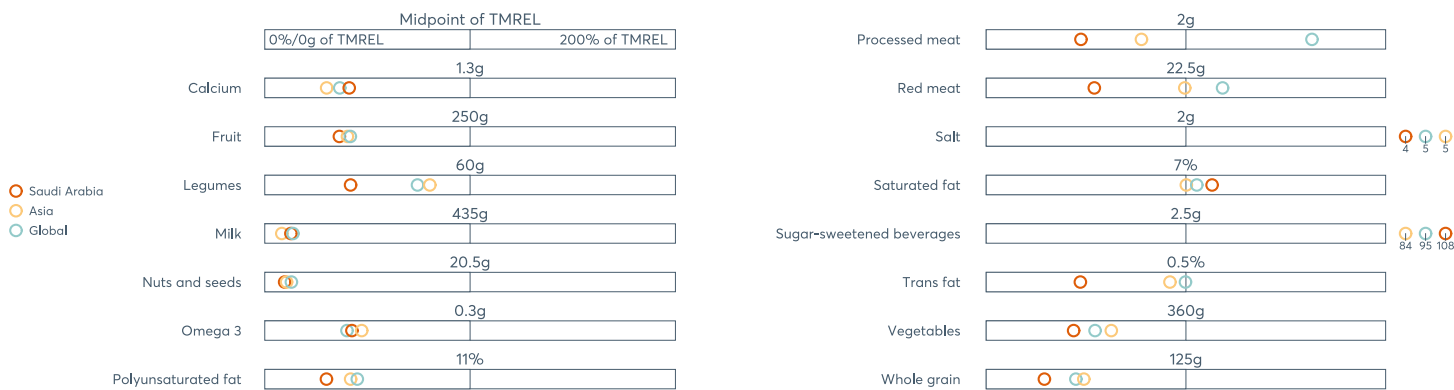 Midpoint of TMREL
0%/0g of TMREL 200% of TMREL
1.3g
Calcium
250g
Fruit
60g
Legumes
435g
Milk
20.5g
Nuts and seeds
0.3g
Omega 3
11%
Polyunsaturated fat
Saudi Arabia
Asia
Global
2g
Processed meat
22.5g
Red meat
2g
Salt
4 5 5
7%
Saturated fat
2.5g
Sugar-sweetened beverages
84 95 108
0.5%
Trans fat
360g
Vegetables
125g
Whole grain